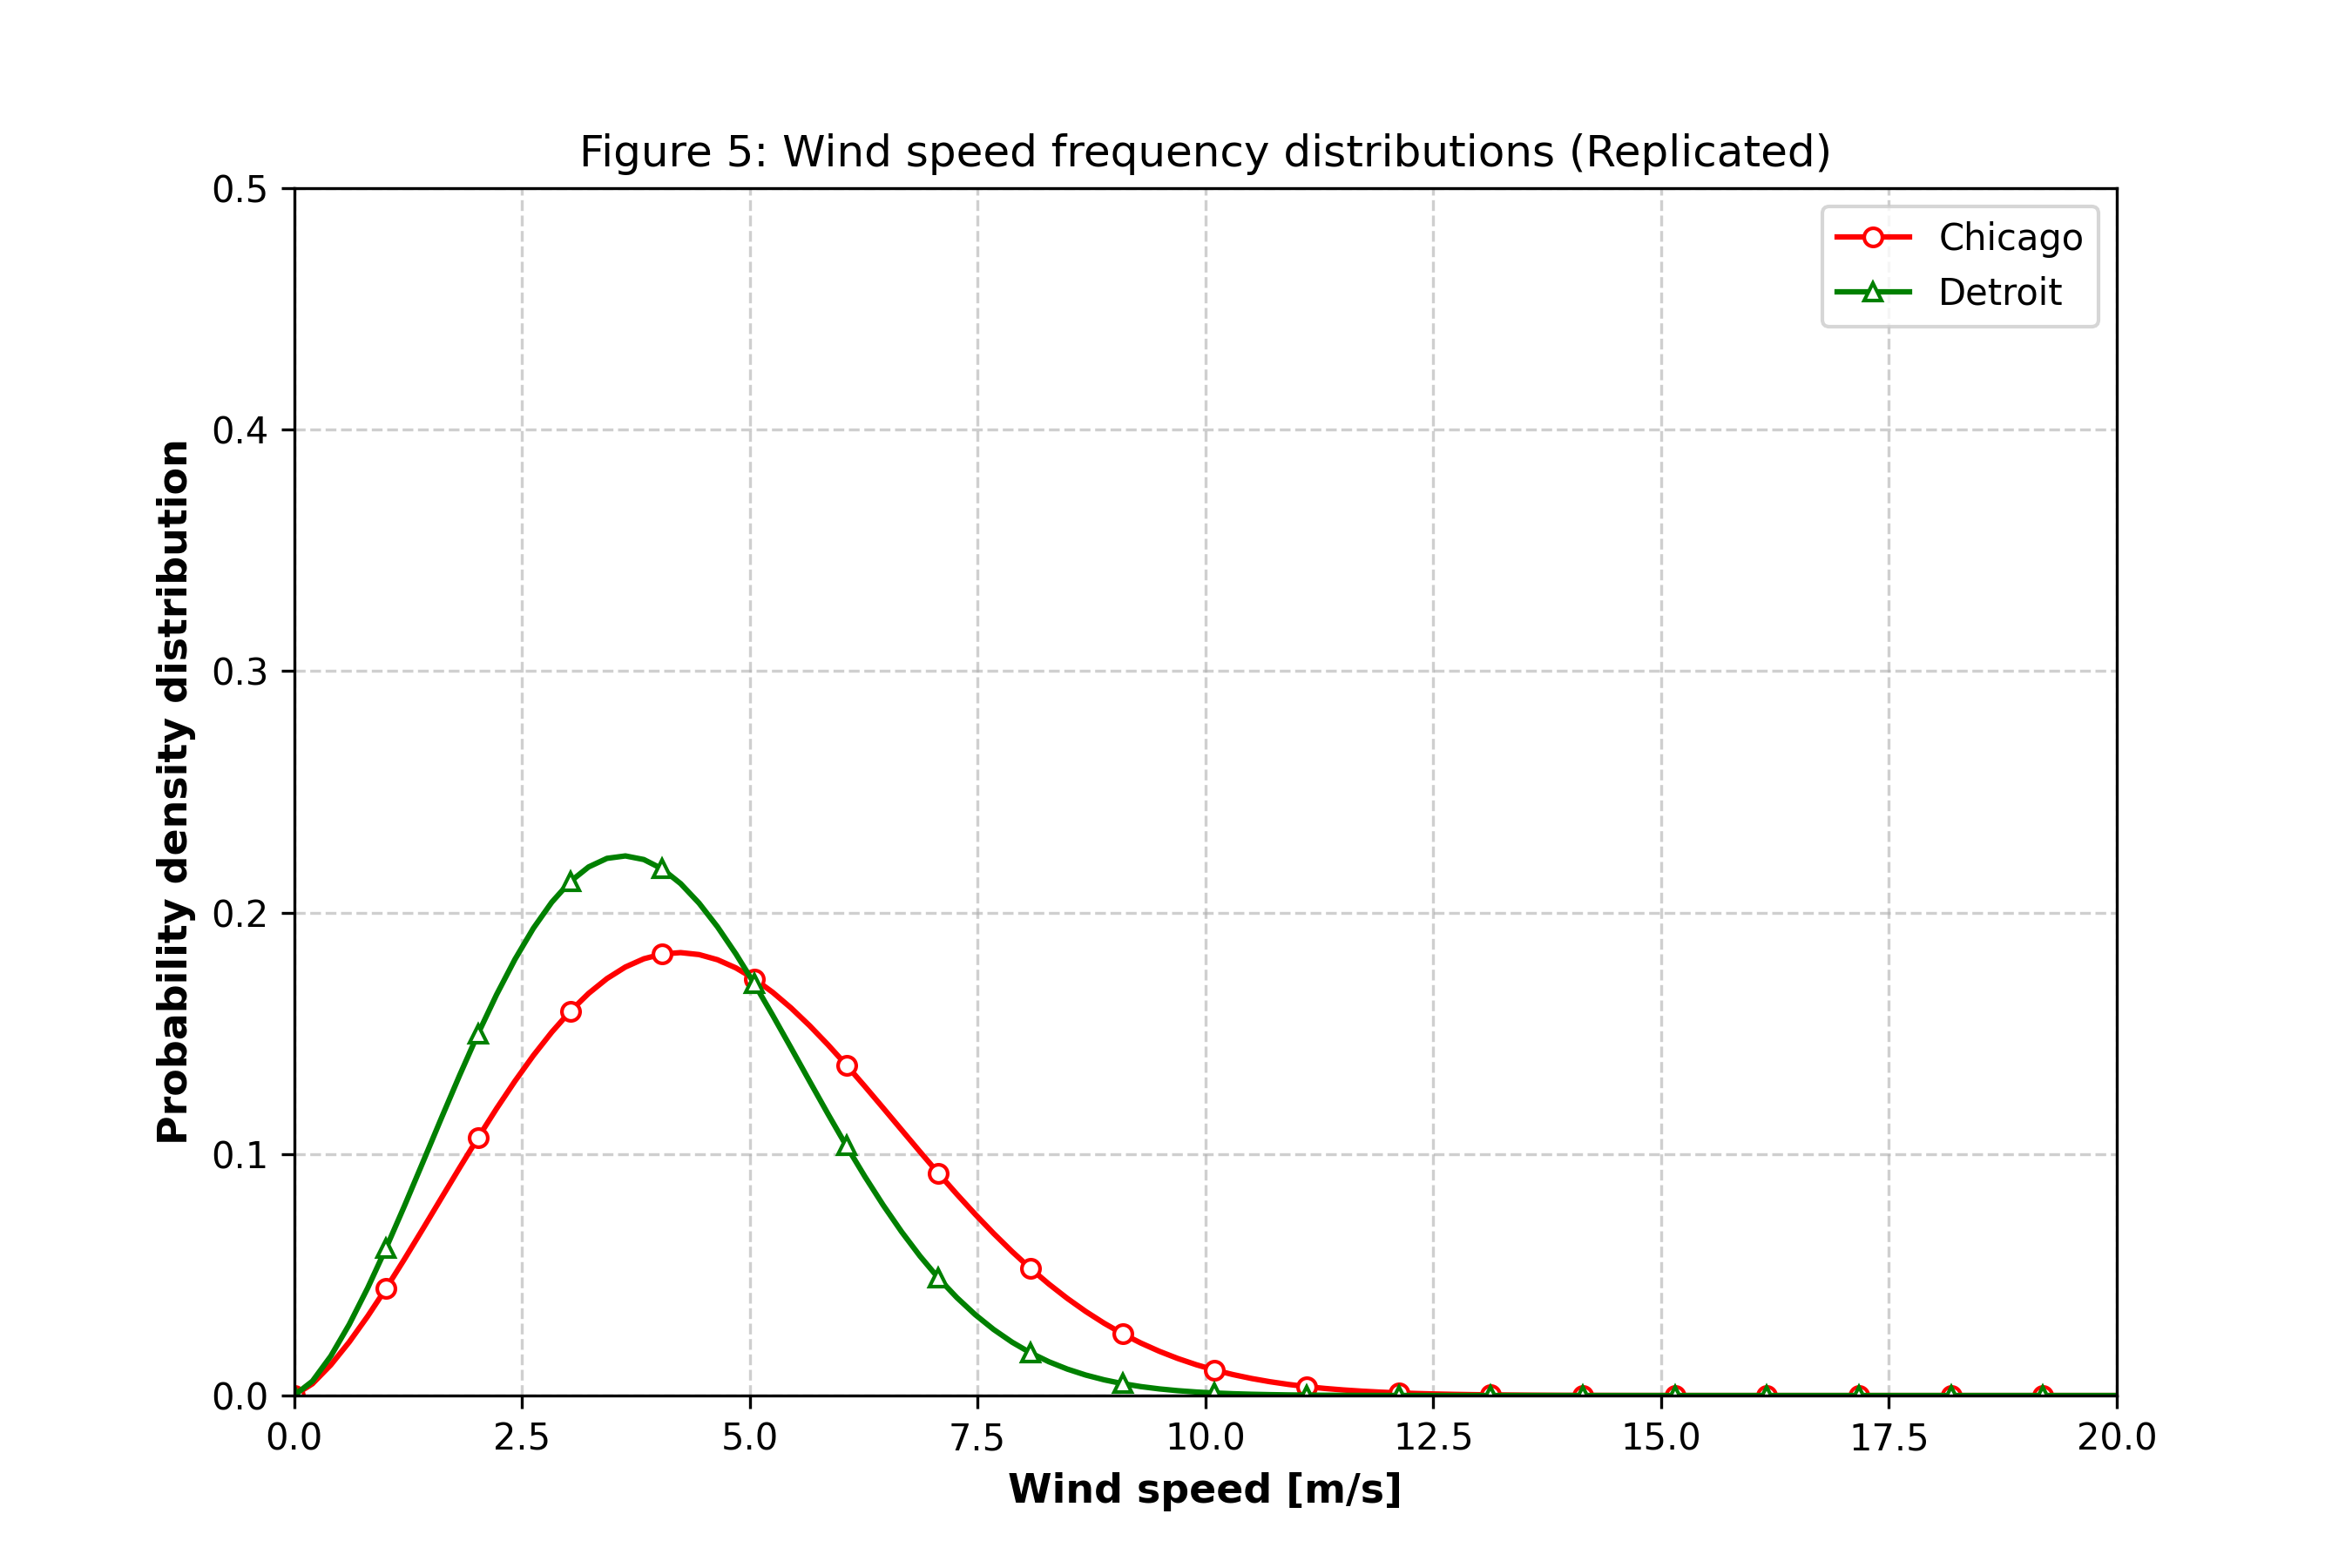 Figure 5: Wind speed frequency distributions (Replicated)
0.5
0.4
0.3
0.2
0.1
0.0
Probability density distribution
Chicago
Detroit
0.0 2.5 5.0 7.5 10.0 12.5 15.0 17.5 20.0
Wind speed [m/s]